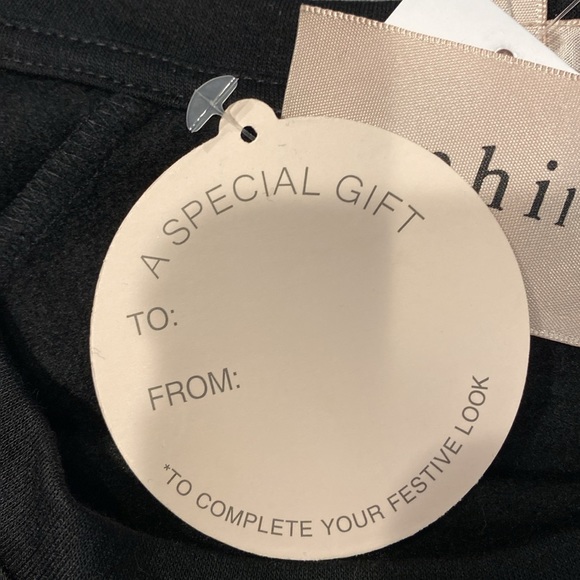 A SPECIAL GIFT
TO:
FROM:
*TO COMPLETE YOUR FESTIVE LOOK